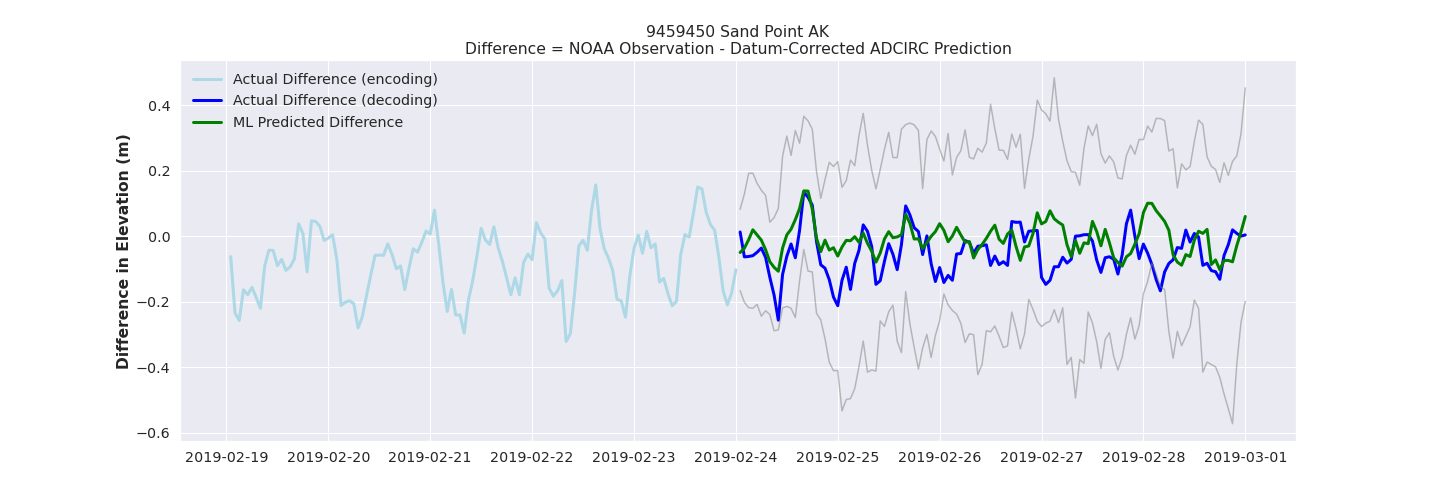 9459450 Sand Point AK
Difference = NOAA Observation - Datum-Corrected ADCIRC Prediction
Actual Difference (encoding)
Actual Difference (decoding)
ML Predicted Difference
Difference in Elevation (m)
0.4
0.2
0.0
−0.2
−0.4
−0.6
2019-02-19 2019-02-20 2019-02-21 2019-02-22 2019-02-23 2019-02-24 2019-02-25 2019-02-26 2019-02-27 2019-02-28 2019-03-01